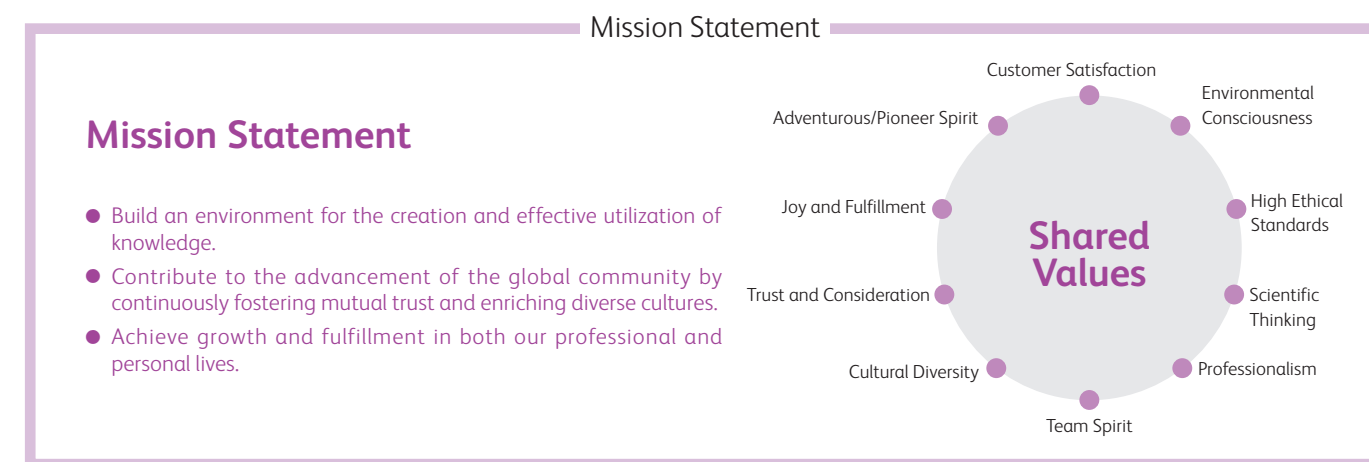 Mission Statement
Mission Statement
Build an environment for the creation and effective utilization of
knowledge.
Contribute to the advancement of the global community by
continuously fostering mutual trust and enriching diverse cultures.
Achieve growth and fulfillment in both our professional and
personal lives.
Shared
Values
Customer Satisfaction
Environmental
Consciousness
High Ethical
Standards
Scientific
Thinking
Professionalism
Team Spirit
Cultural Diversity
Trust and Consideration
Joy and Fulfillment
Adventurous/Pioneer Spirit